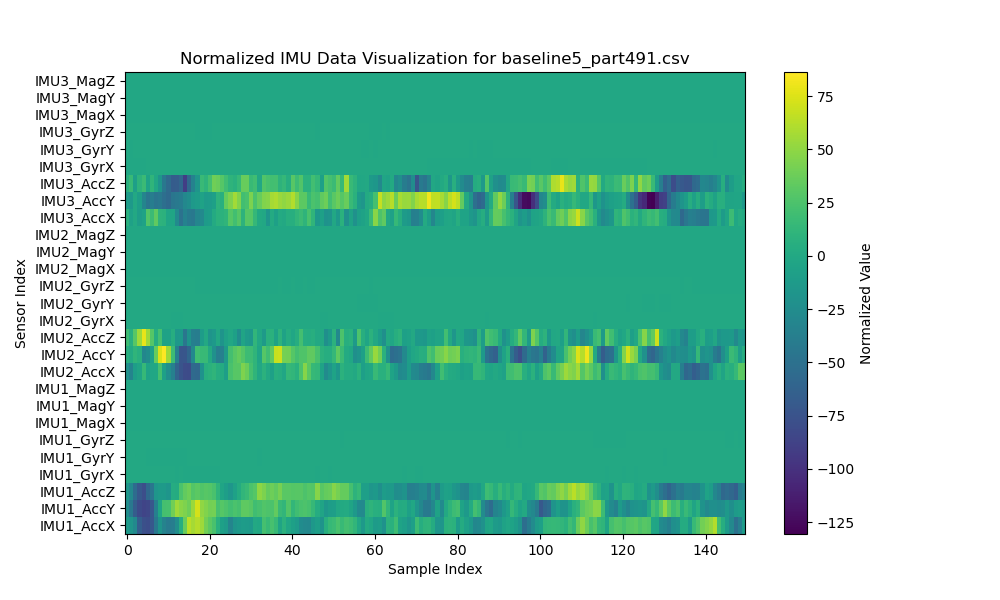 Normalized IMU Data Visualization for baseline5_part491.csv
Sensor Index
IMU3_MagZ
IMU3_MagY
IMU3_MagX
IMU3_GyrZ
IMU3_GyrY
IMU3_GyrX
IMU3_AccZ
IMU3_AccY
IMU3_AccX
IMU2_MagZ
IMU2_MagY
IMU2_MagX
IMU2_GyrZ
IMU2_GyrY
IMU2_GyrX
IMU2_AccZ
IMU2_AccY
IMU2_AccX
IMU1_MagZ
IMU1_MagY
IMU1_MagX
IMU1_GyrZ
IMU1_GyrY
IMU1_GyrX
IMU1_AccZ
IMU1_AccY
IMU1_AccX
0 20 40 60 80 100 120 140
Sample Index
75
50
25
0
−25
−50
−75
−100
−125
Normalized Value